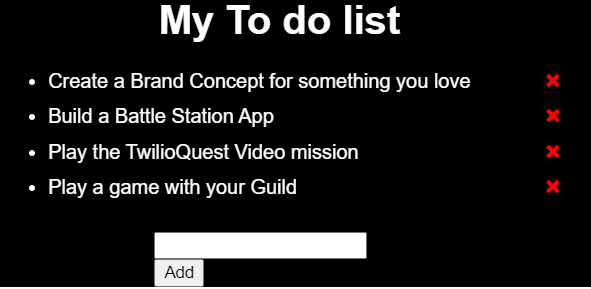 My To do list
Create a Brand Concept for something you love
Build a Battle Station App
Play the TwilioQuest Video mission
Play a game with your Guild
Add